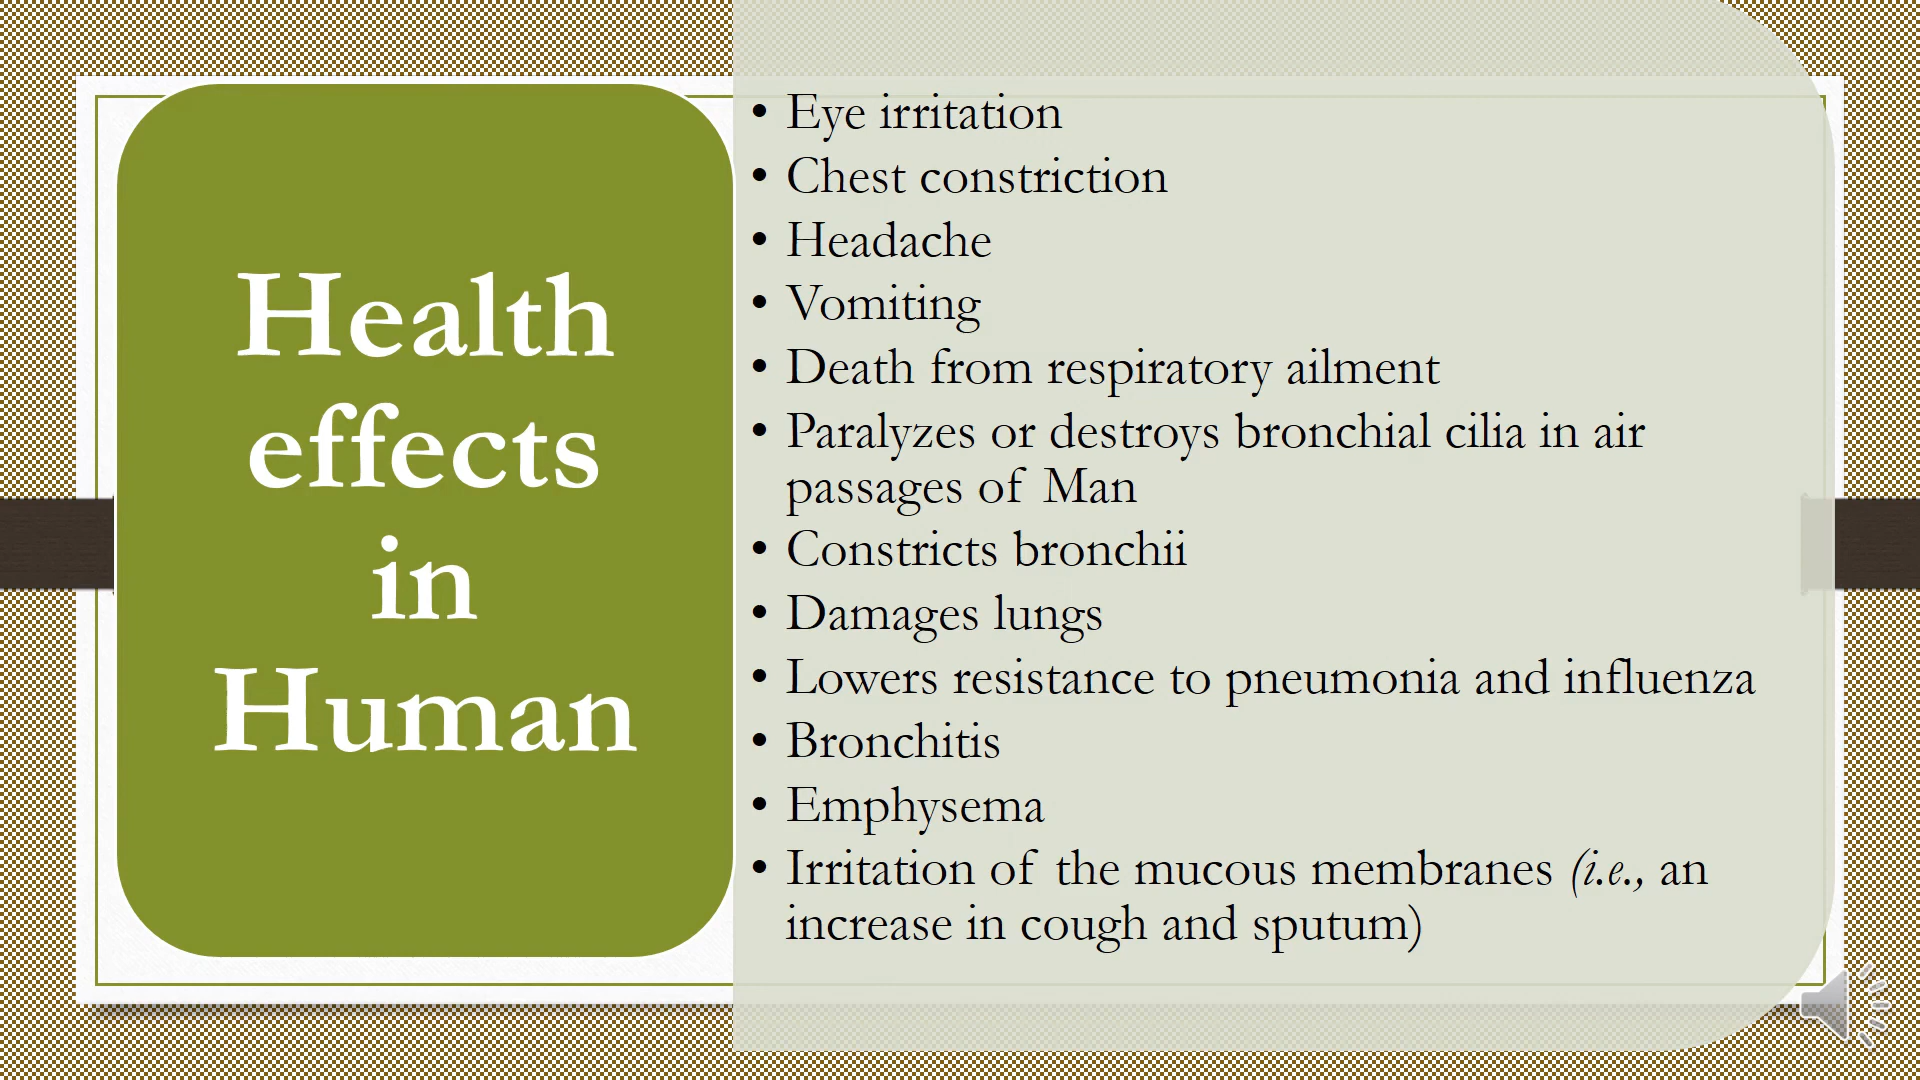 Health
effects
in
Human
• Eye irritation
• Chest constriction
• Headache
• Vomiting
• Death from respiratory ailment
• Paralyzes or destroys bronchial cilia in air
passages of Man
• Constricts bronchii
• Damages lungs
• Lowers resistance to pneumonia and influenza
• Bronchitis
• Emphysema
• Irritation of the mucous membranes (i.e., an
increase in cough and sputum)